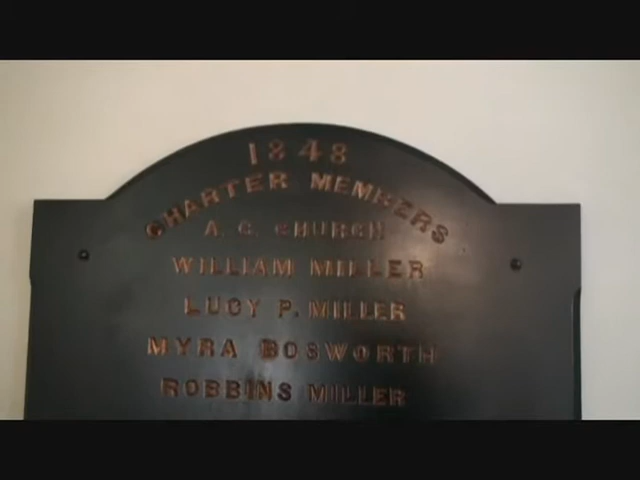 1848
CHARTER MEMBERS
A. C. CHURCH
WILLIAM MILLER
LUCY P. MILLER
MYRA BOSWORTH
ROBBINS MILLER